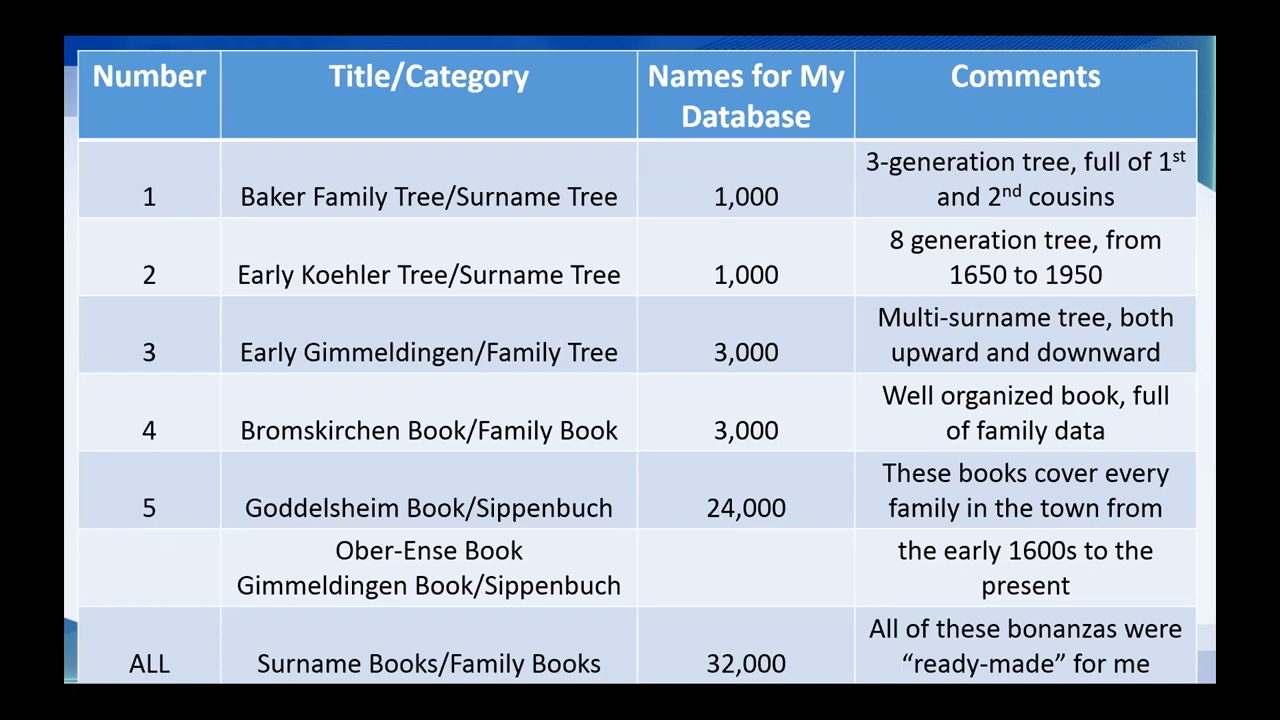 Number Title/Category Names for My Database Comments
1 Baker Family Tree/Surname Tree 1,000 3-generation tree, full of 1st and 2nd cousins
2 Early Koehler Tree/Surname Tree 1,000 8 generation tree, from 1650 to 1950
3 Early Gimmeldingen/Family Tree 3,000 Multi-surname tree, both upward and downward
4 Bromskirchen Book/Family Book 3,000 Well organized book, full of family data
5 Goddelsheim Book/Sippenbuch 24,000 These books cover every family in the town from
Ober-Ense Book
Gimmeldingen Book/Sippenbuch the early 1600s to the present
ALL Surname Books/Family Books 32,000 All of these bonanzas were “ready-made” for me